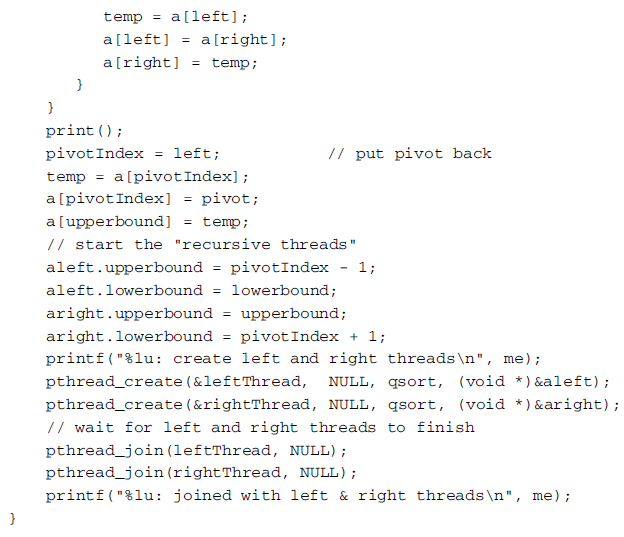 temp = a[left];
a[left] = a[right];
a[right] = temp;
}
}
print();
pivotIndex = left; // put pivot back
temp = a[pivotIndex];
a[pivotIndex] = pivot;
a[upperbound] = temp;
// start the "recursive threads"
aleft.upperbound = pivotIndex - 1;
aleft.lowerbound = lowerbound;
aright.upperbound = upperbound;
aright.lowerbound = pivotIndex + 1;
printf("%lu: create left and right threads\n", me);
pthread_create(&leftThread, NULL, qsort, (void *)&aleft);
pthread_create(&rightThread, NULL, qsort, (void *)&aright);
// wait for left and right threads to finish
pthread_join(leftThread, NULL);
pthread_join(rightThread, NULL);
printf("%lu: joined with left & right threads\n", me);
}